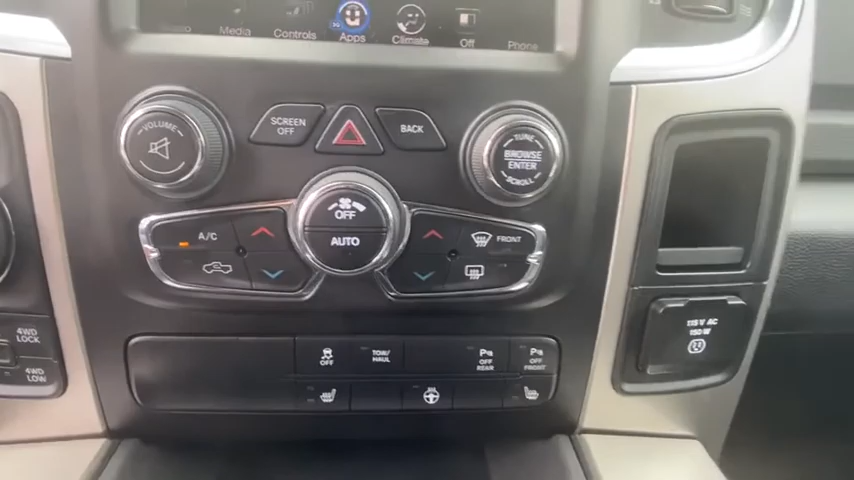 Media
Controls
Apps
Climate
Off
Phone
VOLUME
SCREEN
OFF
BACK
TUNE
BROWSE
ENTER
SCROLL
OFF
AUTO
A/C
FRONT
4WD
LOCK
4WD
LOW
OFF
TOW/
HAUL
P
OFF
REAR
P
OFF
FRONT
115 V AC
150 W